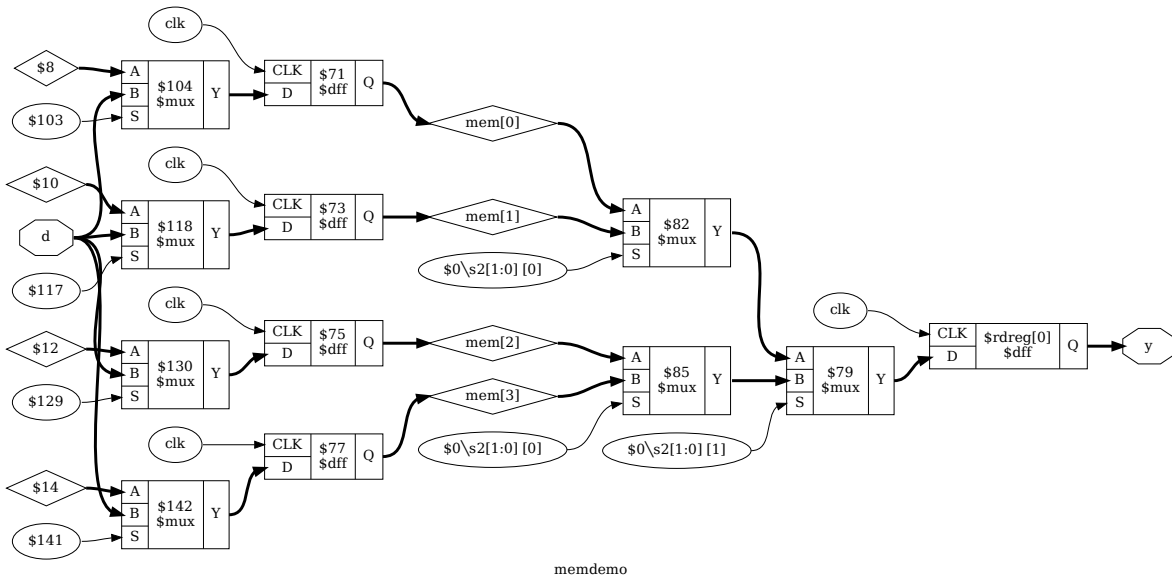 clk
$8
A
B
S
$104
$mux
Y
CLK
D
$71
$dff
Q
$103
mem[0]
clk
$10
A
B
S
$118
$mux
Y
CLK
D
$73
$dff
Q
mem[1]
A
B
S
$82
$mux
Y
d
$0\s2[1:0] [0]
$117
clk
clk
$12
A
B
S
$130
$mux
Y
CLK
D
$75
$dff
Q
mem[2]
A
B
S
$85
$mux
Y
A
B
S
$79
$mux
Y
CLK
D
$rdreg[0]
$dff
Q
y
$129
mem[3]
clk
CLK
D
$77
$dff
Q
$0\s2[1:0] [0]
$0\s2[1:0] [1]
$14
A
B
S
$142
$mux
Y
$141
memdemo